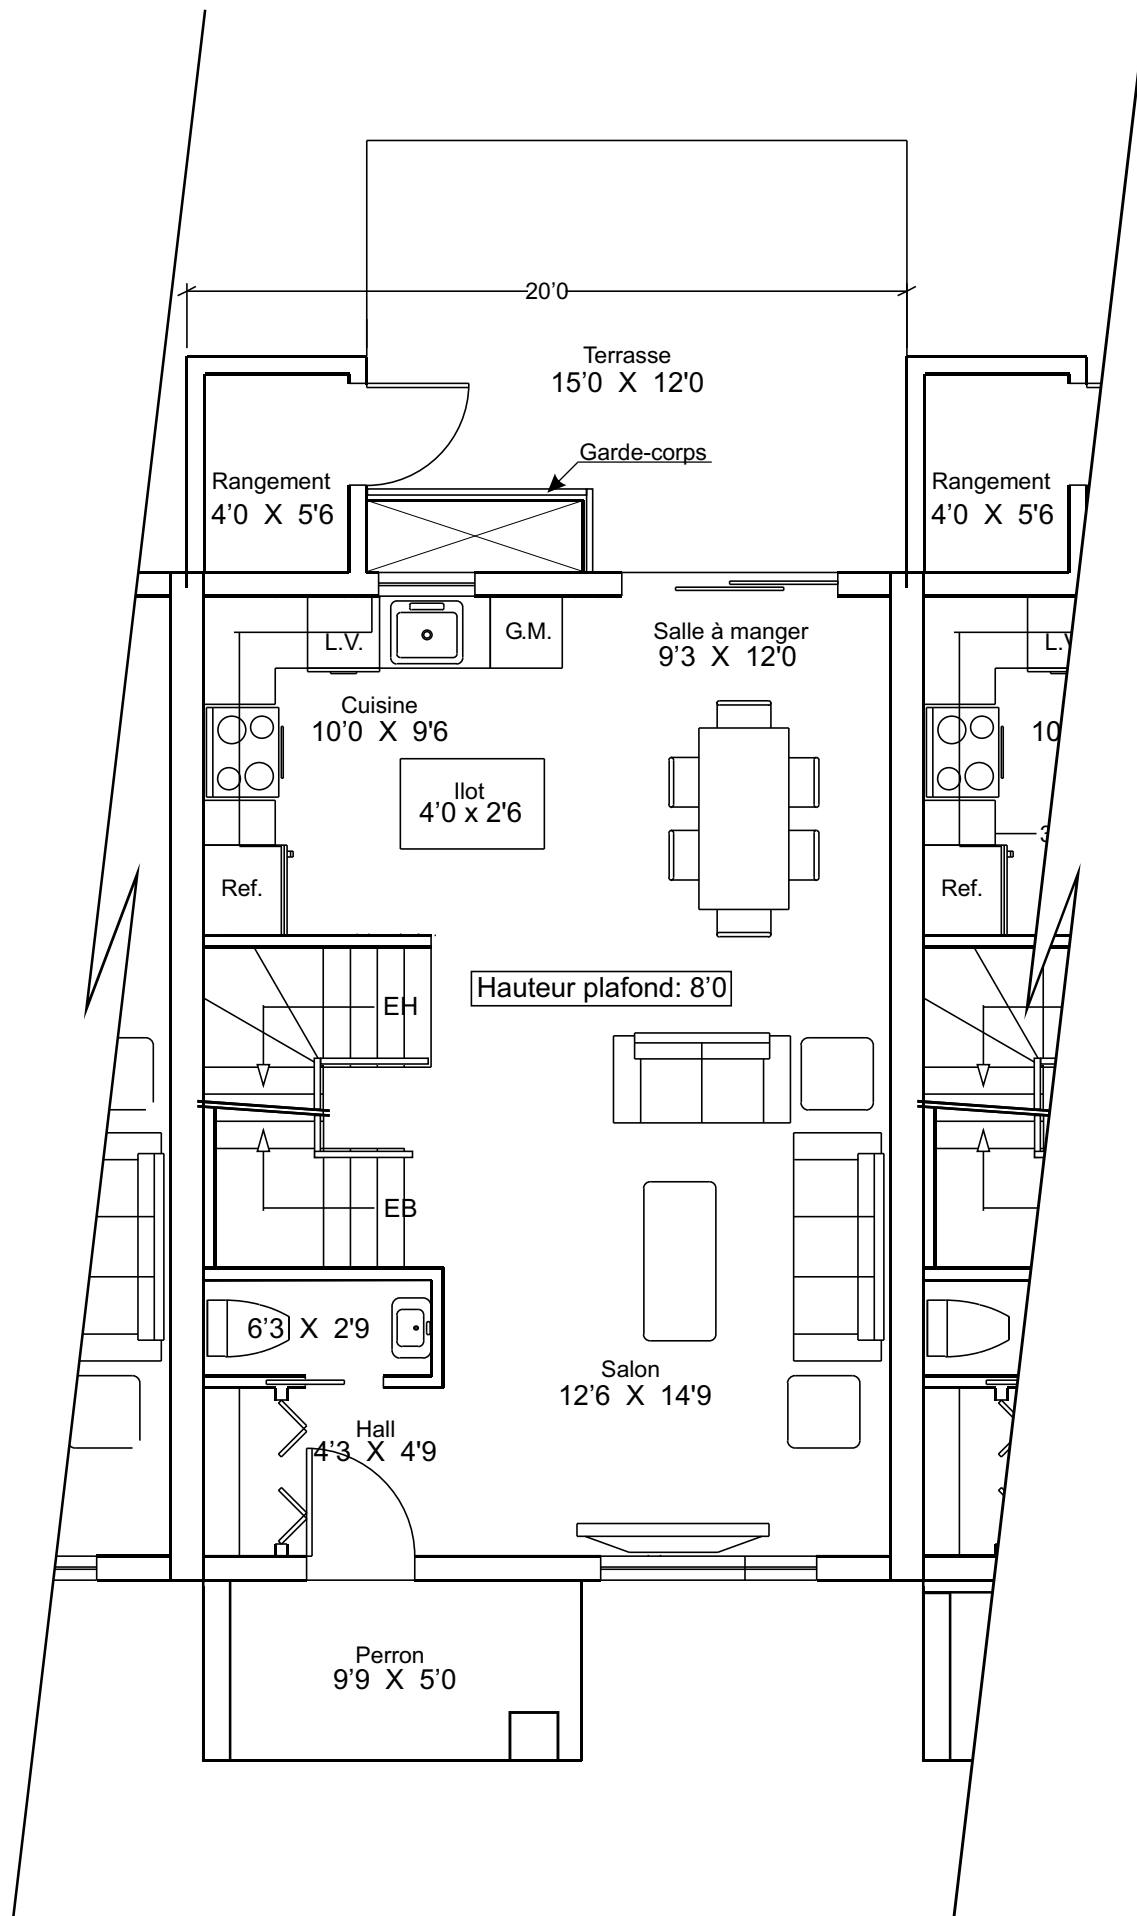 20’0
Terrasse
15’0 X 12'0
Garde-corps
Rangement
4’0 X 5'6
Rangement
4’0 X 5'6
L.V.
G.M.
Salle à manger
9’3 X 12'0
Cuisine
10’0 X 9'6
10
Ilot
4’0 x 2'6
Ref.
Ref.
Hauteur plafond: 8’0
EH
EB
6’3 X 2'9
Salon
12’6 X 14'9
Hall
4’3 X 4'9
Perron
9’9 X 5'0